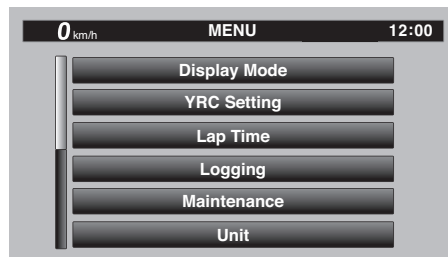 0 km/h MENU 12:00
Display Mode
YRC Setting
Lap Time
Logging
Maintenance
Unit